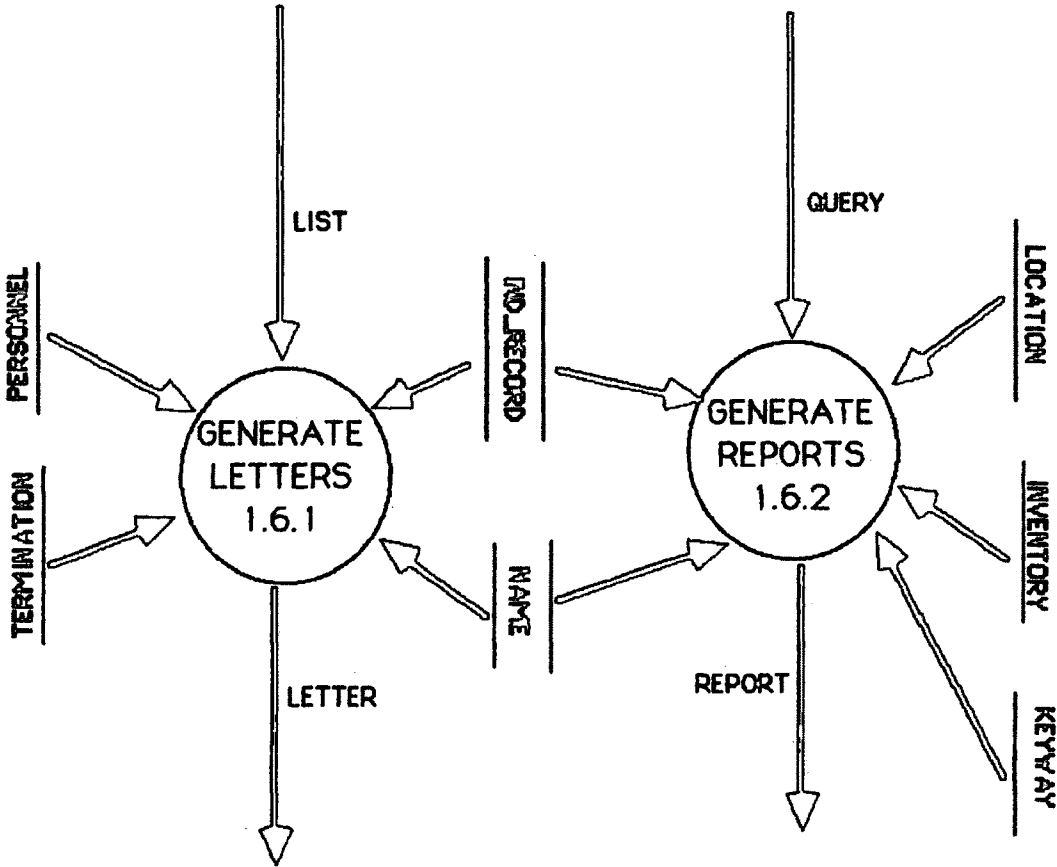 LIST
QUERY
PERSONNEL
LOCATION
GENERATE
LETTERS
1.6.1
GENERATE
REPORTS
1.6.2
TERMINATION
NAME
INVENTORY
LETTER
REPORT
KEYWAY